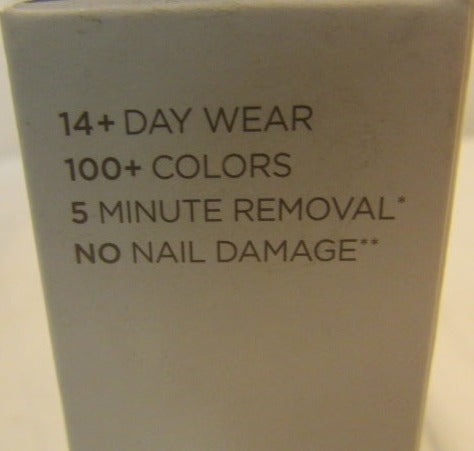 14+ DAY WEAR
100+ COLORS
5 MINUTE REMOVAL*
NO NAIL DAMAGE**